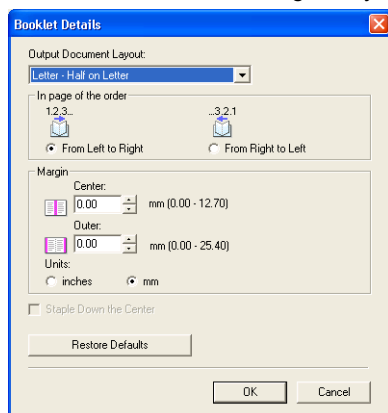 Booklet Details
Output Document Layout:
Letter - Half on Letter
In page of the order
1.2.3... ...3.2.1
From Left to Right From Right to Left
Margin
Center:
0.00 mm (0.00 - 12.70)
Outer:
0.00 mm (0.00 - 25.40)
Units:
inches mm
Staple Down the Center
Restore Defaults
OK Cancel